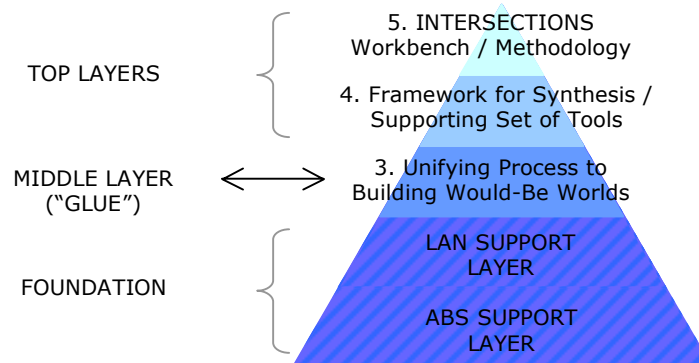 5. INTERSECTIONS
Workbench / Methodology
TOP LAYERS
4. Framework for Synthesis /
Supporting Set of Tools
3. Unifying Process to
Building Would-Be Worlds
MIDDLE LAYER
(“GLUE”)
LAN SUPPORT
LAYER
FOUNDATION
ABS SUPPORT
LAYER